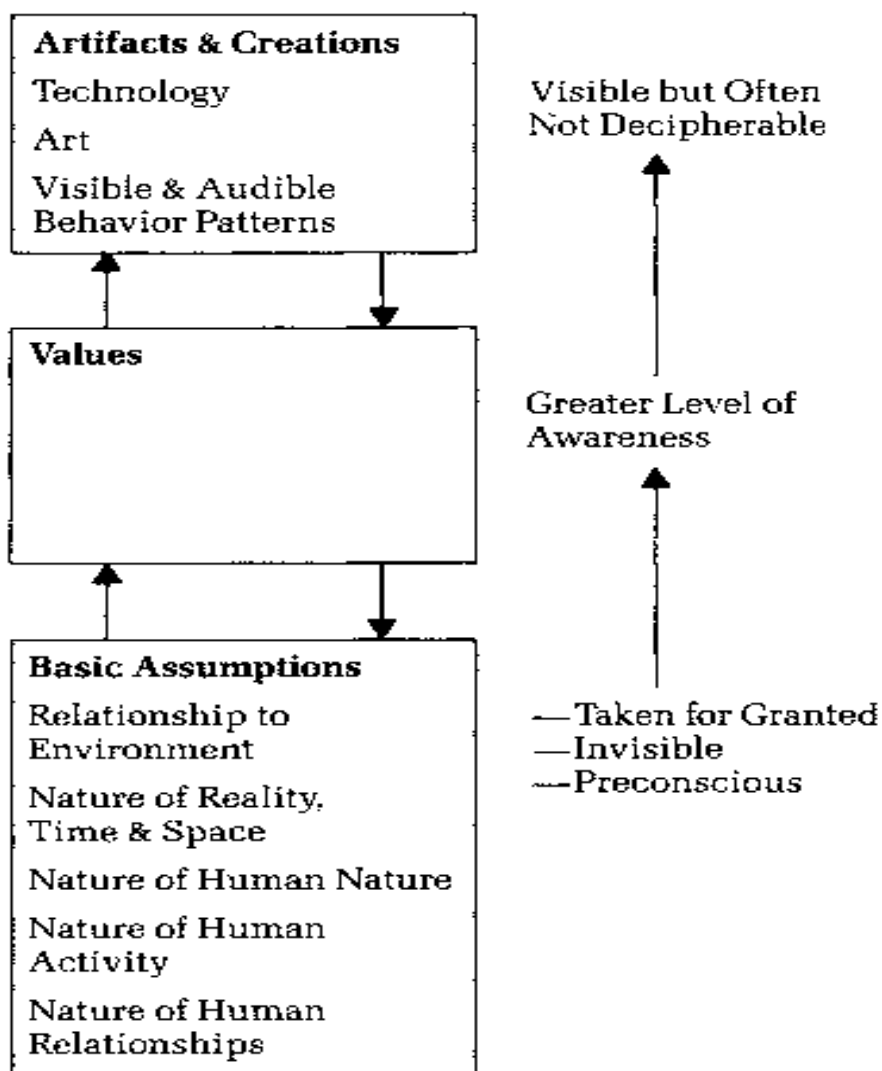 Artifacts & Creations
Technology
Art
Visible & Audible
Behavior Patterns
Visible but Often
Not Decipherable
Values
Greater Level of
Awareness
Basic Assumptions
Relationship to
Environment
Nature of Reality,
Time & Space
Nature of Human Nature
Nature of Human
Activity
Nature of Human
Relationships
—Taken for Granted
—Invisible
—Preconscious